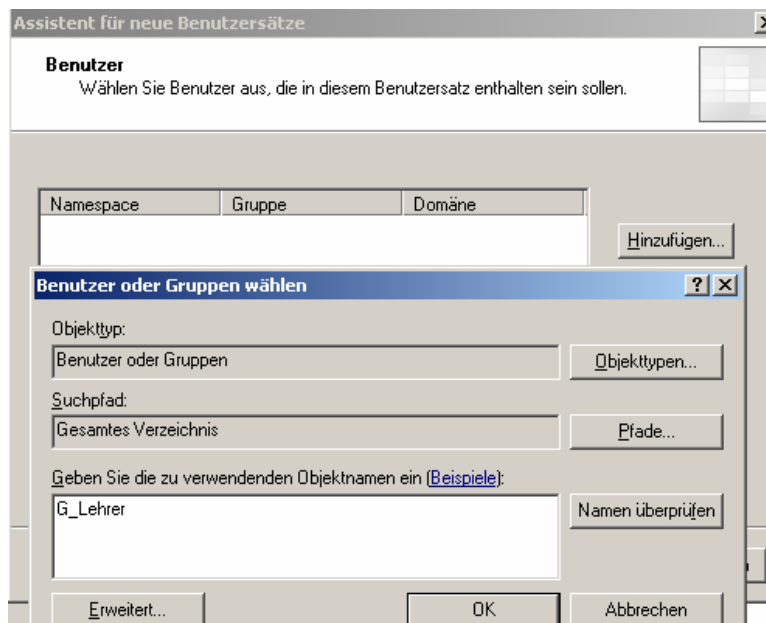 Assistent für neue Benutzersätze
Benutzer
Wählen Sie Benutzer aus, die in diesem Benutzersatz enthalten sein sollen.
Namespace Gruppe Domäne
Hinzufügen...
Benutzer oder Gruppen wählen
Objekttyp:
Benutzer oder Gruppen Objekttypen...
Suchpfad:
Gesamtes Verzeichnis Pfade...
Geben Sie die zu verwendenden Objektnamen ein (Beispiele):
G_Lehrer Namen überprüfen
Erweitert... OK Abbrechen